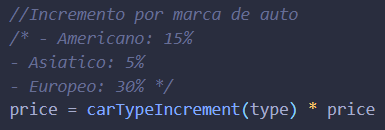 //Incremento por marca de auto
/* - Americano: 15%
- Asiatico: 5%
- Europeo: 30% */
price = carTypeIncrement(type) * price